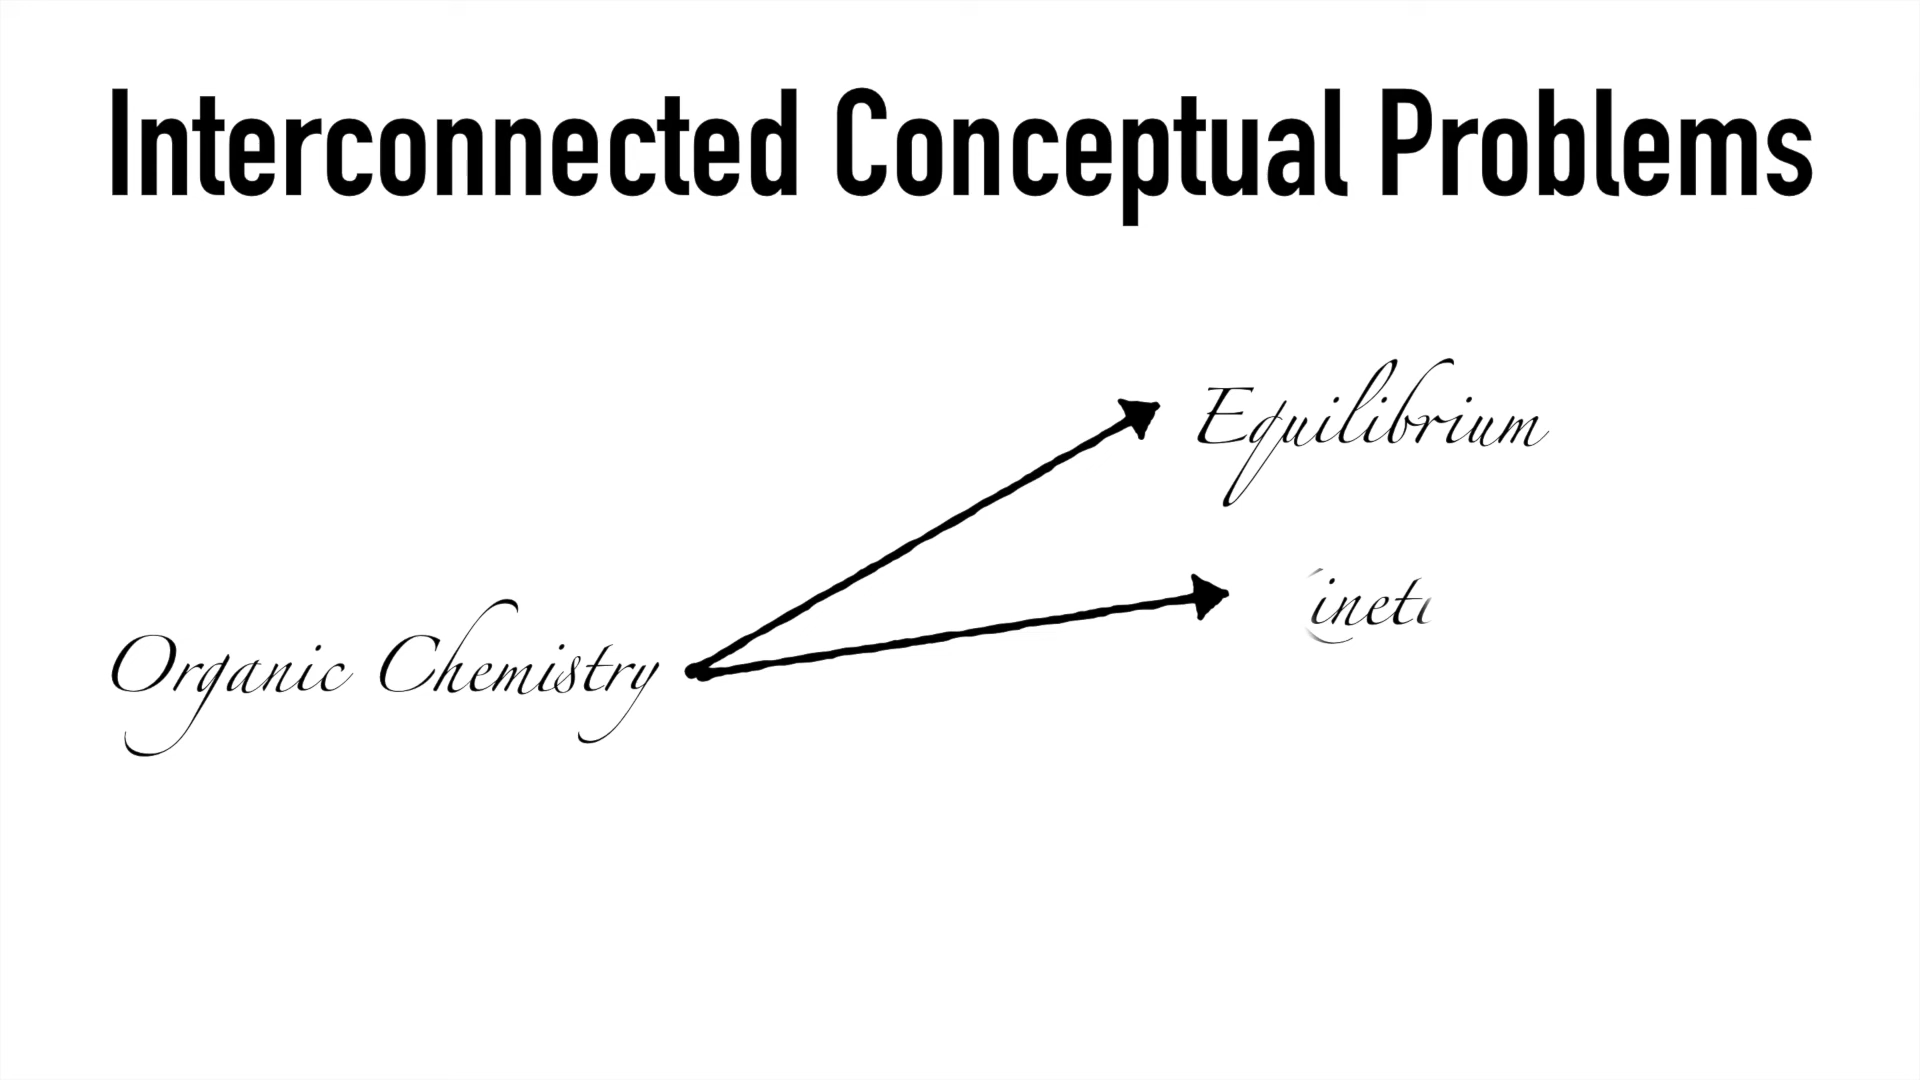 Interconnected Conceptual Problems
Equilibrium
Organic Chemistry